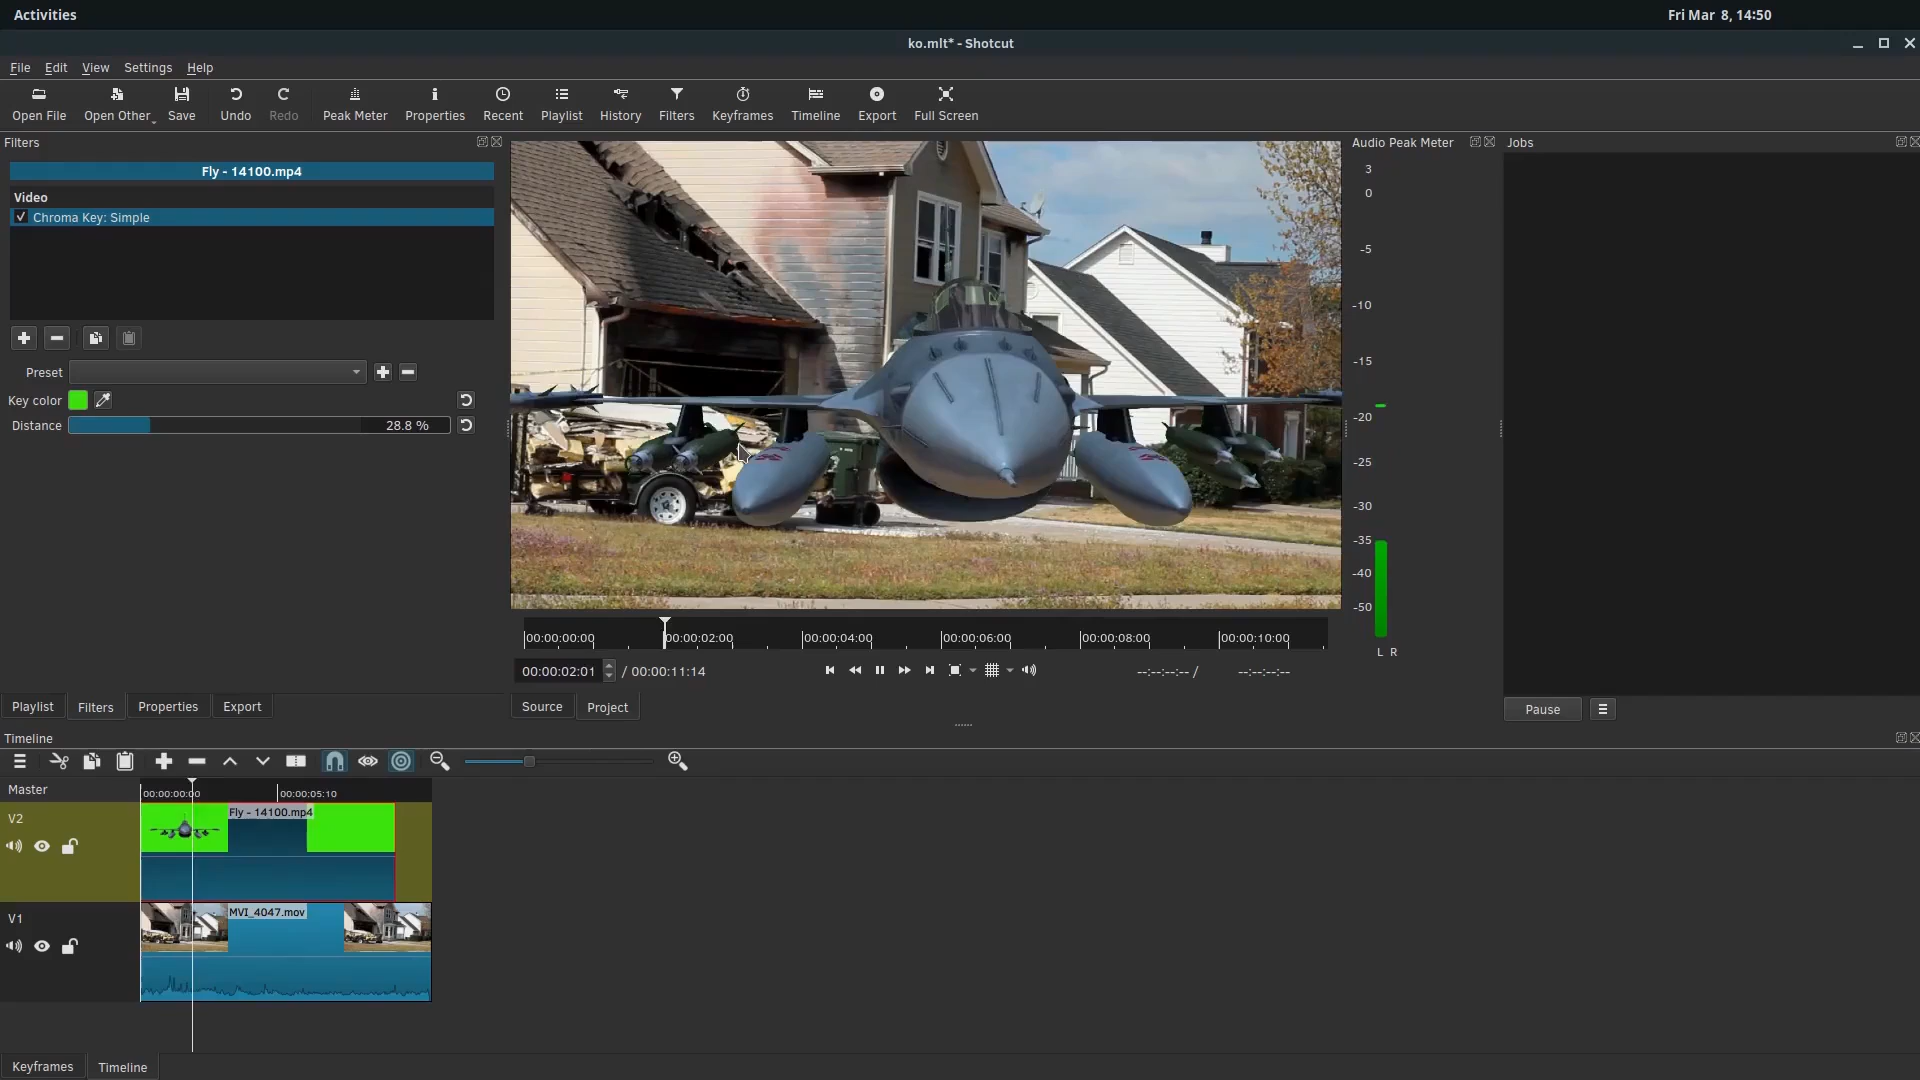 Activities
Fri Mar 8, 14:50
ko.mlt* - Shotcut
File Edit View Settings Help
Open File Open Other Save Undo Redo Peak Meter Properties Recent Playlist History Filters Keyframes Timeline Export Full Screen
Filters
Audio Peak Meter
Jobs
Fly - 14100.mp4
Video
Chroma Key: Simple
Preset
Key color
Distance 28.8 %
3
0
-5
-10
-15
-20
-25
-30
-35
-40
-50
L R
00:00:00:00 00:00:02:00 00:00:04:00 00:00:06:00 00:00:08:00 00:00:10:00
00:00:02:01 / 00:00:11:14
--:--:--:-- / --:--:--:--
Playlist Filters Properties Export
Source Project
Pause
Timeline
Master
00:00:00:00 00:00:05:10
V2
Fly - 14100.mp4
V1
MVI_4047.mov
Keyframes Timeline